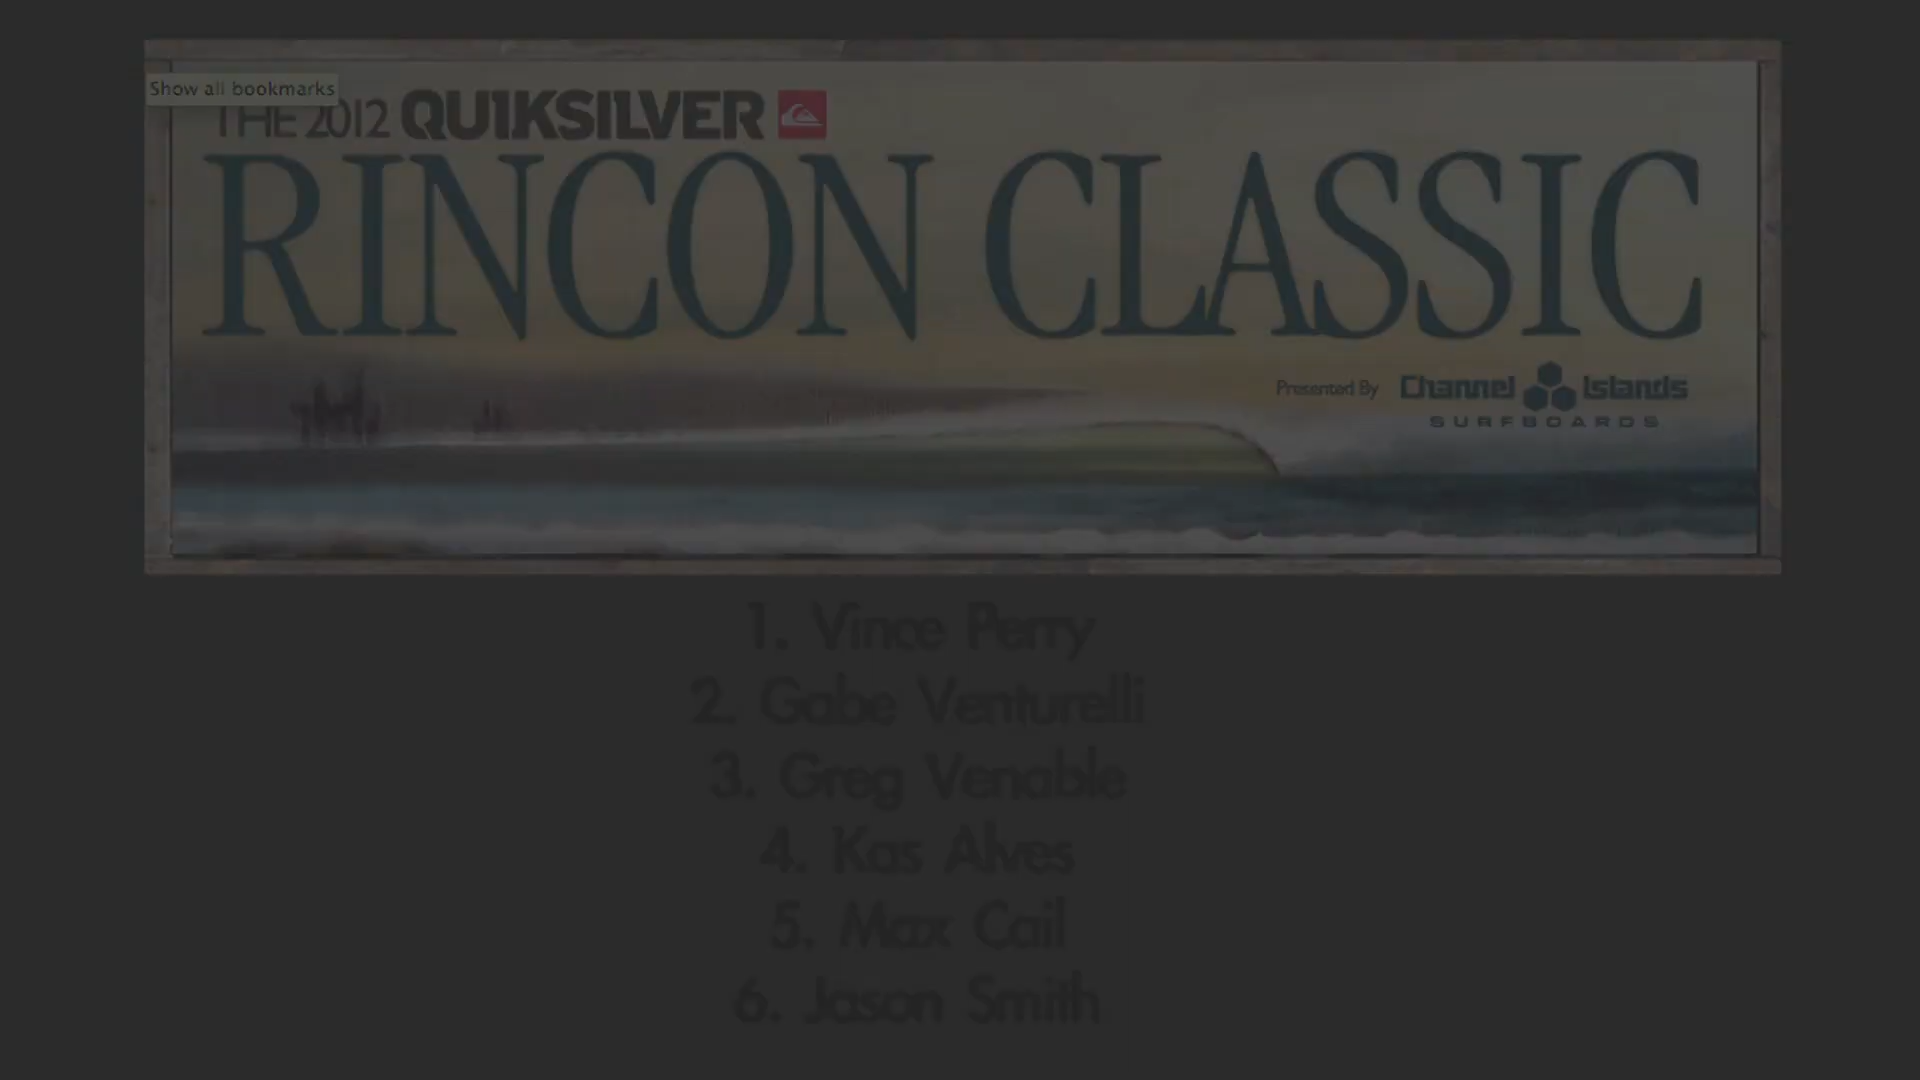 Show all bookmarks
THE 2012 QUIKSILVER
RINCON CLASSIC
Presented By Channel Islands
SURFBOARDS
1. Vince Perry
2. Gabe Venturelli
3. Greg Venable
4. Kas Alves
5. Max Cail
6. Jason Smith